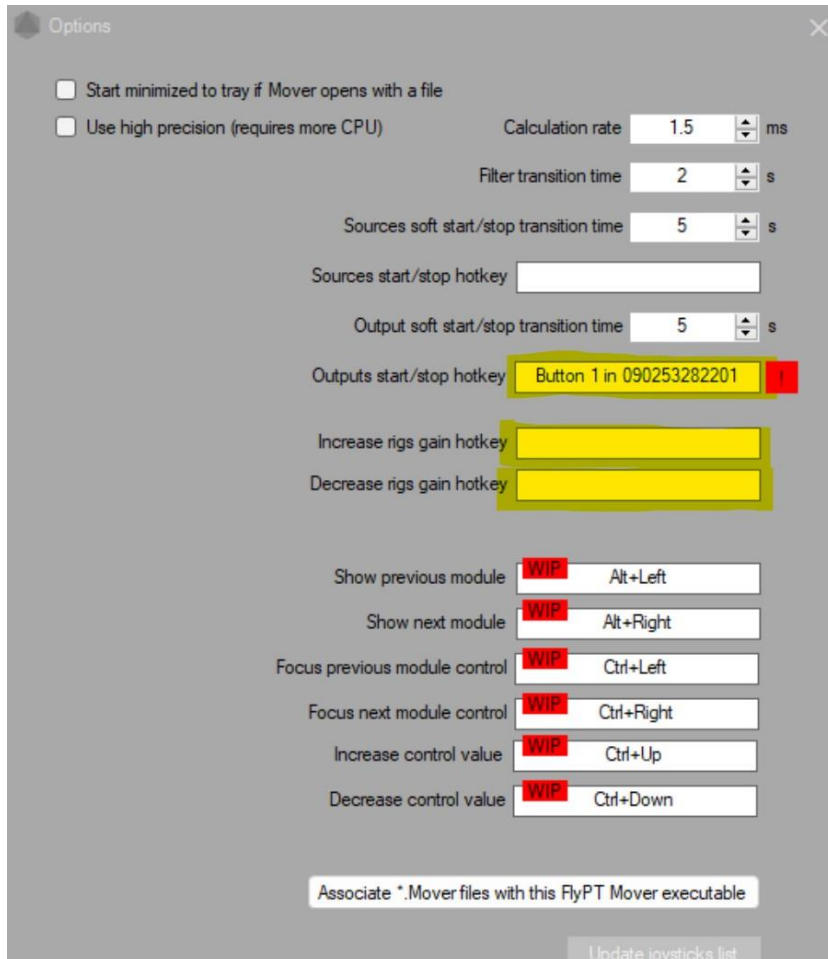 Options
Start minimized to tray if Mover opens with a file
Use high precision (requires more CPU) Calculation rate 1.5 ms
Filter transition time 2 s
Sources soft start/stop transition time 5 s
Sources start/stop hotkey
Output soft start/stop transition time 5 s
Outputs start/stop hotkey Button 1 in 090253282201 !
Increase rigs gain hotkey
Decrease rigs gain hotkey
Show previous module WIP Alt+Left
Show next module WIP Alt+Right
Focus previous module control WIP Ctrl+Left
Focus next module control WIP Ctrl+Right
Increase control value WIP Ctrl+Up
Decrease control value WIP Ctrl+Down
Associate *.Mover files with this FlyPT Mover executable
Update joysticks list